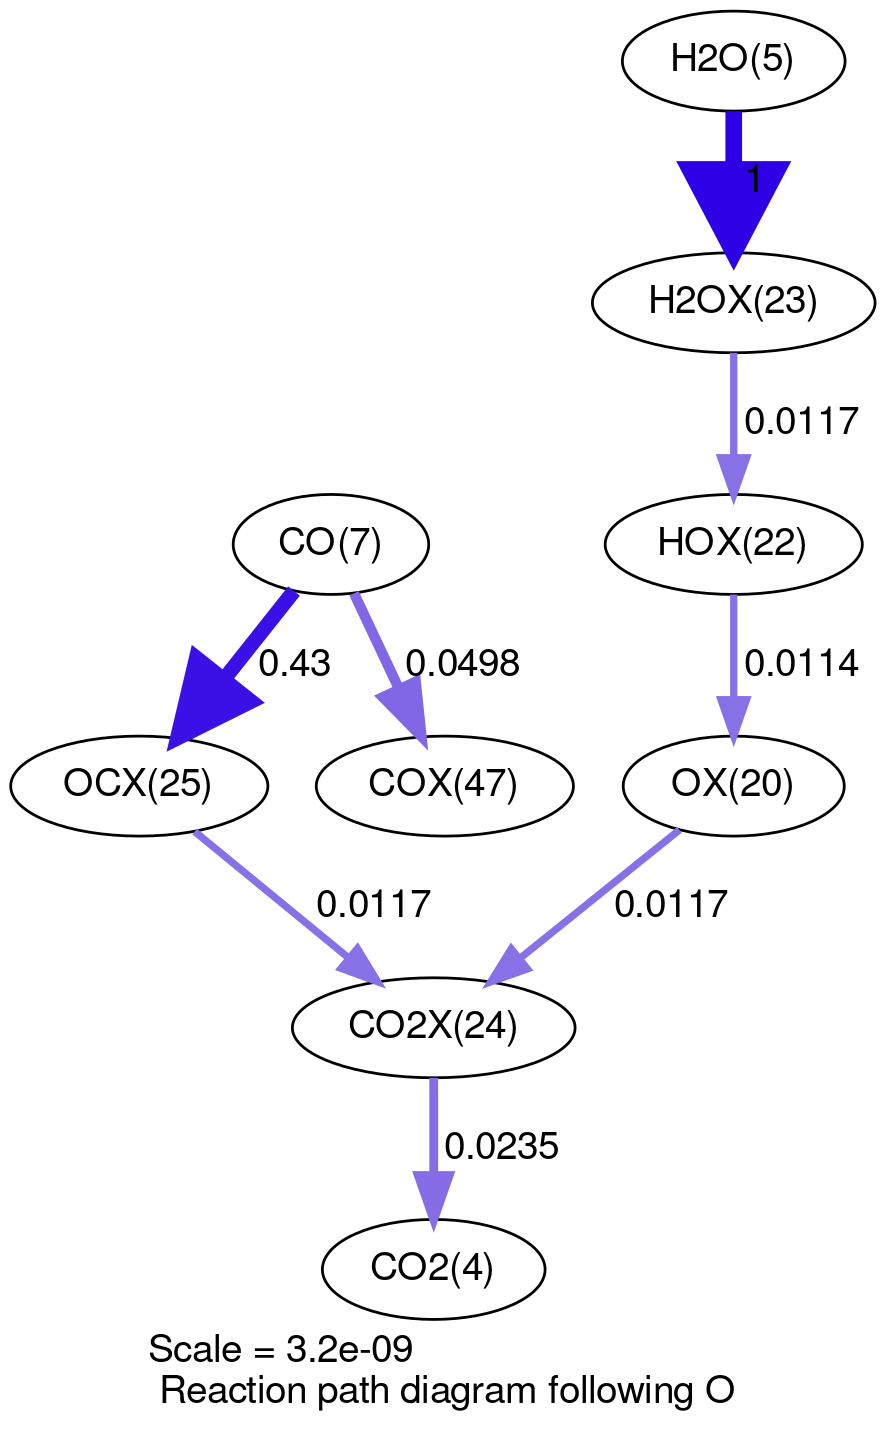 H2O(5)
1
H2OX(23)
0.0117
CO(7)
HOX(22)
0.43
0.0498
0.0114
OCX(25)
COX(47)
OX(20)
0.0117
0.0117
CO2X(24)
0.0235
CO2(4)
Scale = 3.2e-09
Reaction path diagram following O